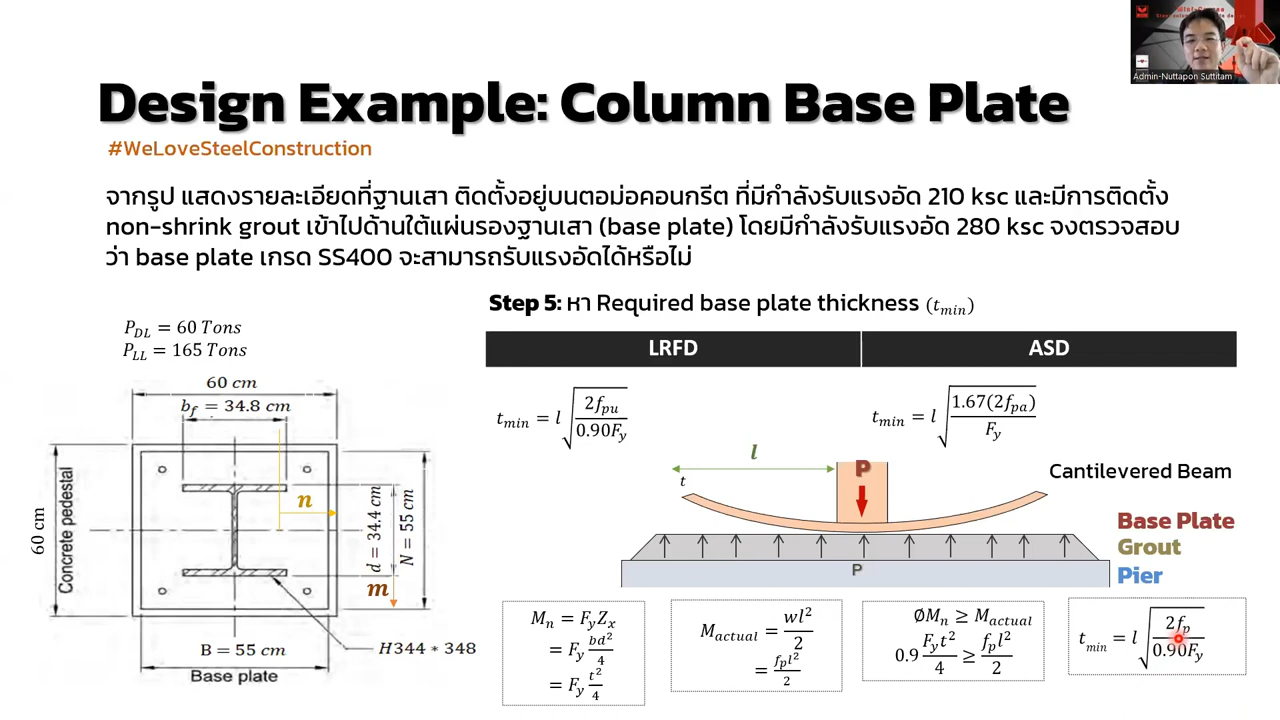 Admin-Nuttapon Suttitam
Design Example: Column Base Plate
#WeLoveSteelConstruction
จากรูป แสดงรายละเอียดที่ฐานเสา ติดตั้งอยู่บนตอม่อคอนกรีต ที่มีกำลังรับแรงอัด 210 ksc และมีการติดตั้ง
non-shrink grout เข้าไปด้านใต้แผ่นรองฐานเสา (base plate) โดยมีกำลังรับแรงอัด 280 ksc จงตรวจสอบ
ว่า base plate เกรด SS400 จะสามารถรับแรงอัดได้หรือไม่
Step 5: หา Required base plate thickness (t_min)
P_DL = 60 Tons
P_LL = 165 Tons
60 cm
b_f = 34.8 cm
n
60 cm
Concrete pedestal
d = 34.4 cm
N = 55 cm
m
B = 55 cm
H344 * 348
Base plate
LRFD
ASD
t_min = l √(2f_pu / 0.90F_y)
t_min = l √(1.67(2f_pa) / F_y)
l
t
P
Cantilevered Beam
Base Plate
Grout
Pier
P
M_n = F_y Z_x
= F_y bd²/4
= F_y t²/4
M_actual = wl²/2
= f_p l²/2
∅M_n ≥ M_actual
0.9 F_y t²/4 ≥ f_p l²/2
t_min = l √(2f_p / 0.90F_y)